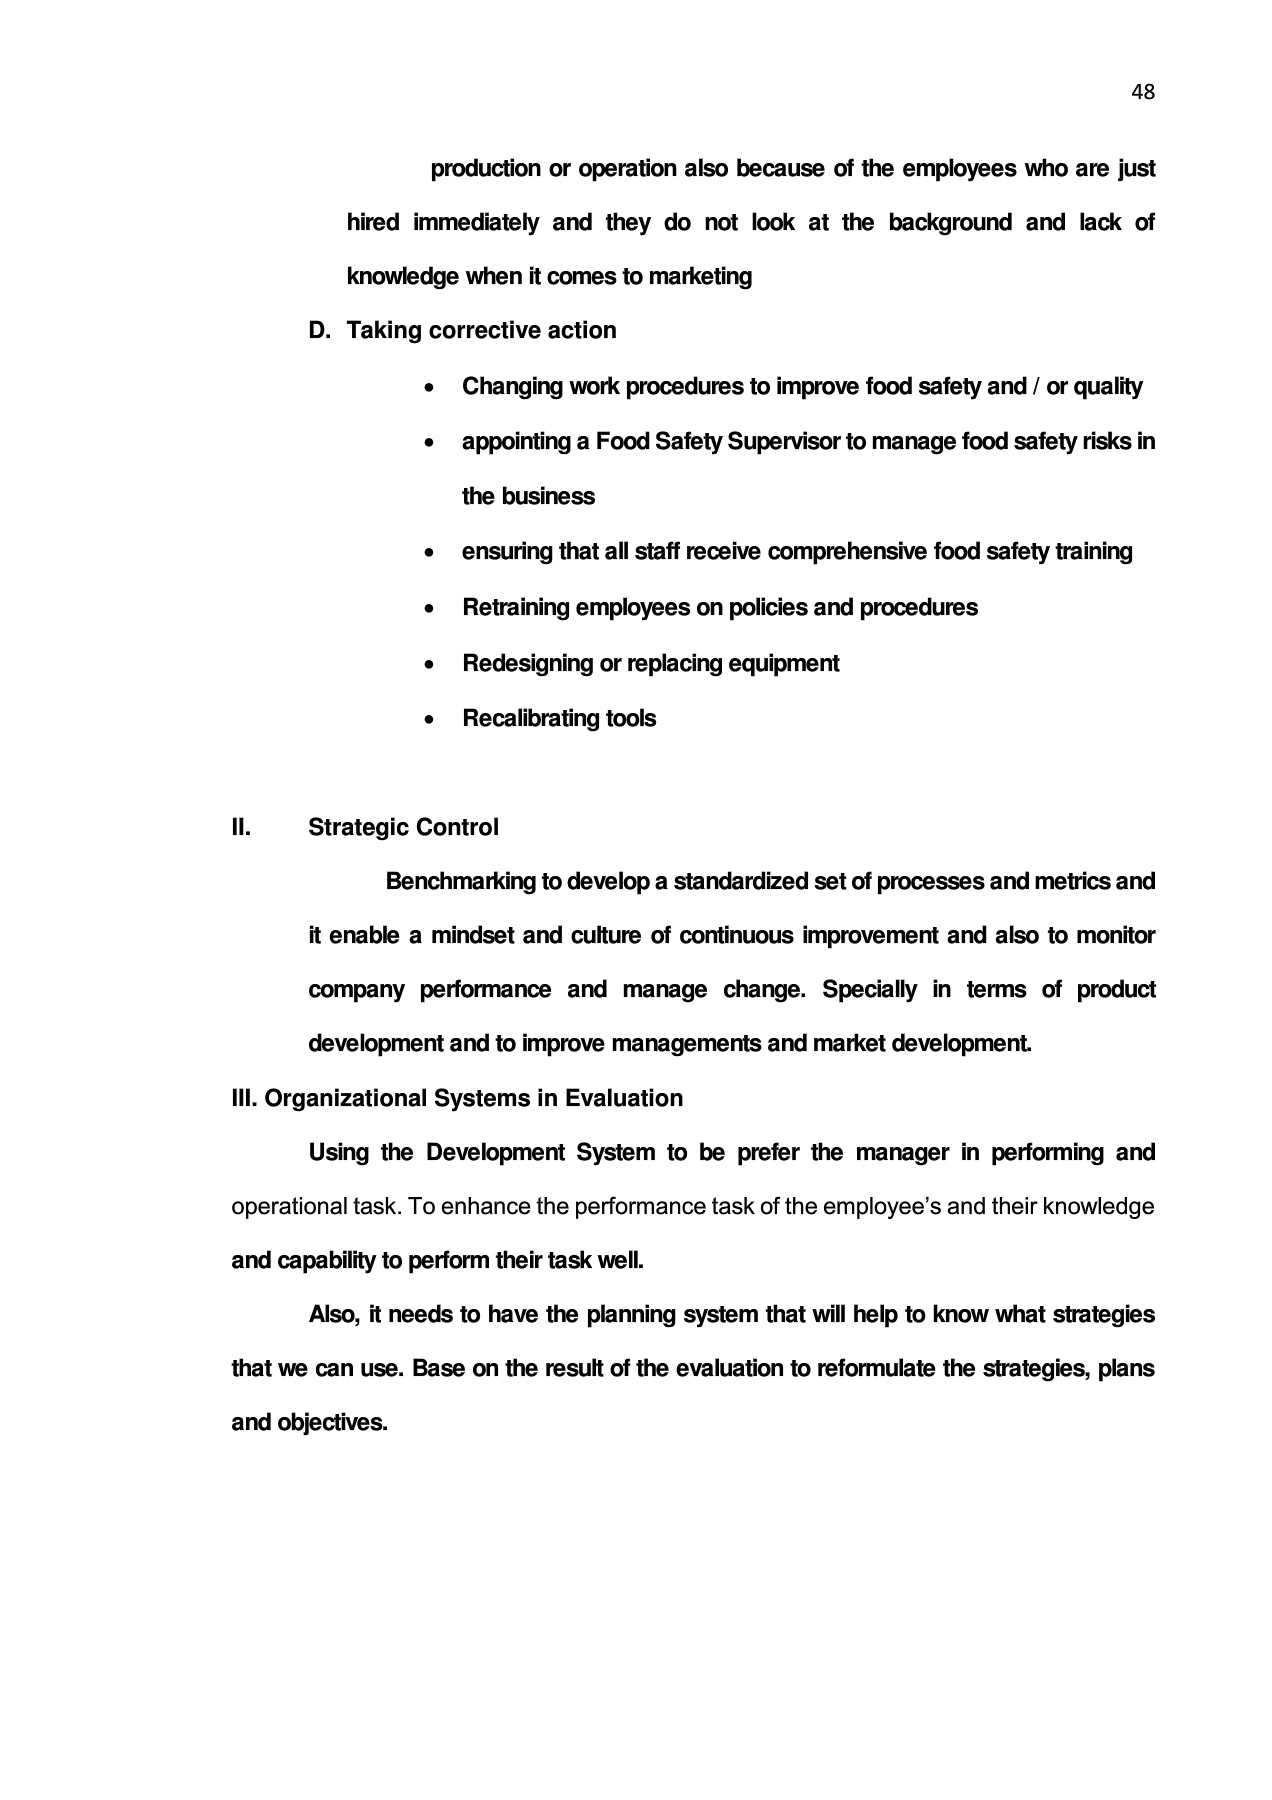 48
production or operation also because of the employees who are just
hired immediately and they do not look at the background and lack of
knowledge when it comes to marketing
D. Taking corrective action
• Changing work procedures to improve food safety and / or quality
• appointing a Food Safety Supervisor to manage food safety risks in
the business
• ensuring that all staff receive comprehensive food safety training
• Retraining employees on policies and procedures
• Redesigning or replacing equipment
• Recalibrating tools
II. Strategic Control
Benchmarking to develop a standardized set of processes and metrics and
it enable a mindset and culture of continuous improvement and also to monitor
company performance and manage change. Specially in terms of product
development and to improve managements and market development.
III. Organizational Systems in Evaluation
Using the Development System to be prefer the manager in performing and
operational task. To enhance the performance task of the employee’s and their knowledge
and capability to perform their task well.
Also, it needs to have the planning system that will help to know what strategies
that we can use. Base on the result of the evaluation to reformulate the strategies, plans
and objectives.